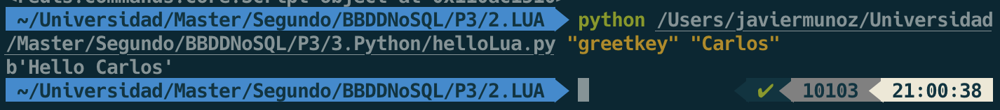 ~/Universidad/Master/Segundo/BBDDNoSQL/P3/2.LUA python /Users/javiermunoz/Universidad
/Master/Segundo/BBDDNoSQL/P3/3.Python/helloLua.py "greetkey" "Carlos"
b'Hello Carlos'
~/Universidad/Master/Segundo/BBDDNoSQL/P3/2.LUA ✔ 10103 21:00:38